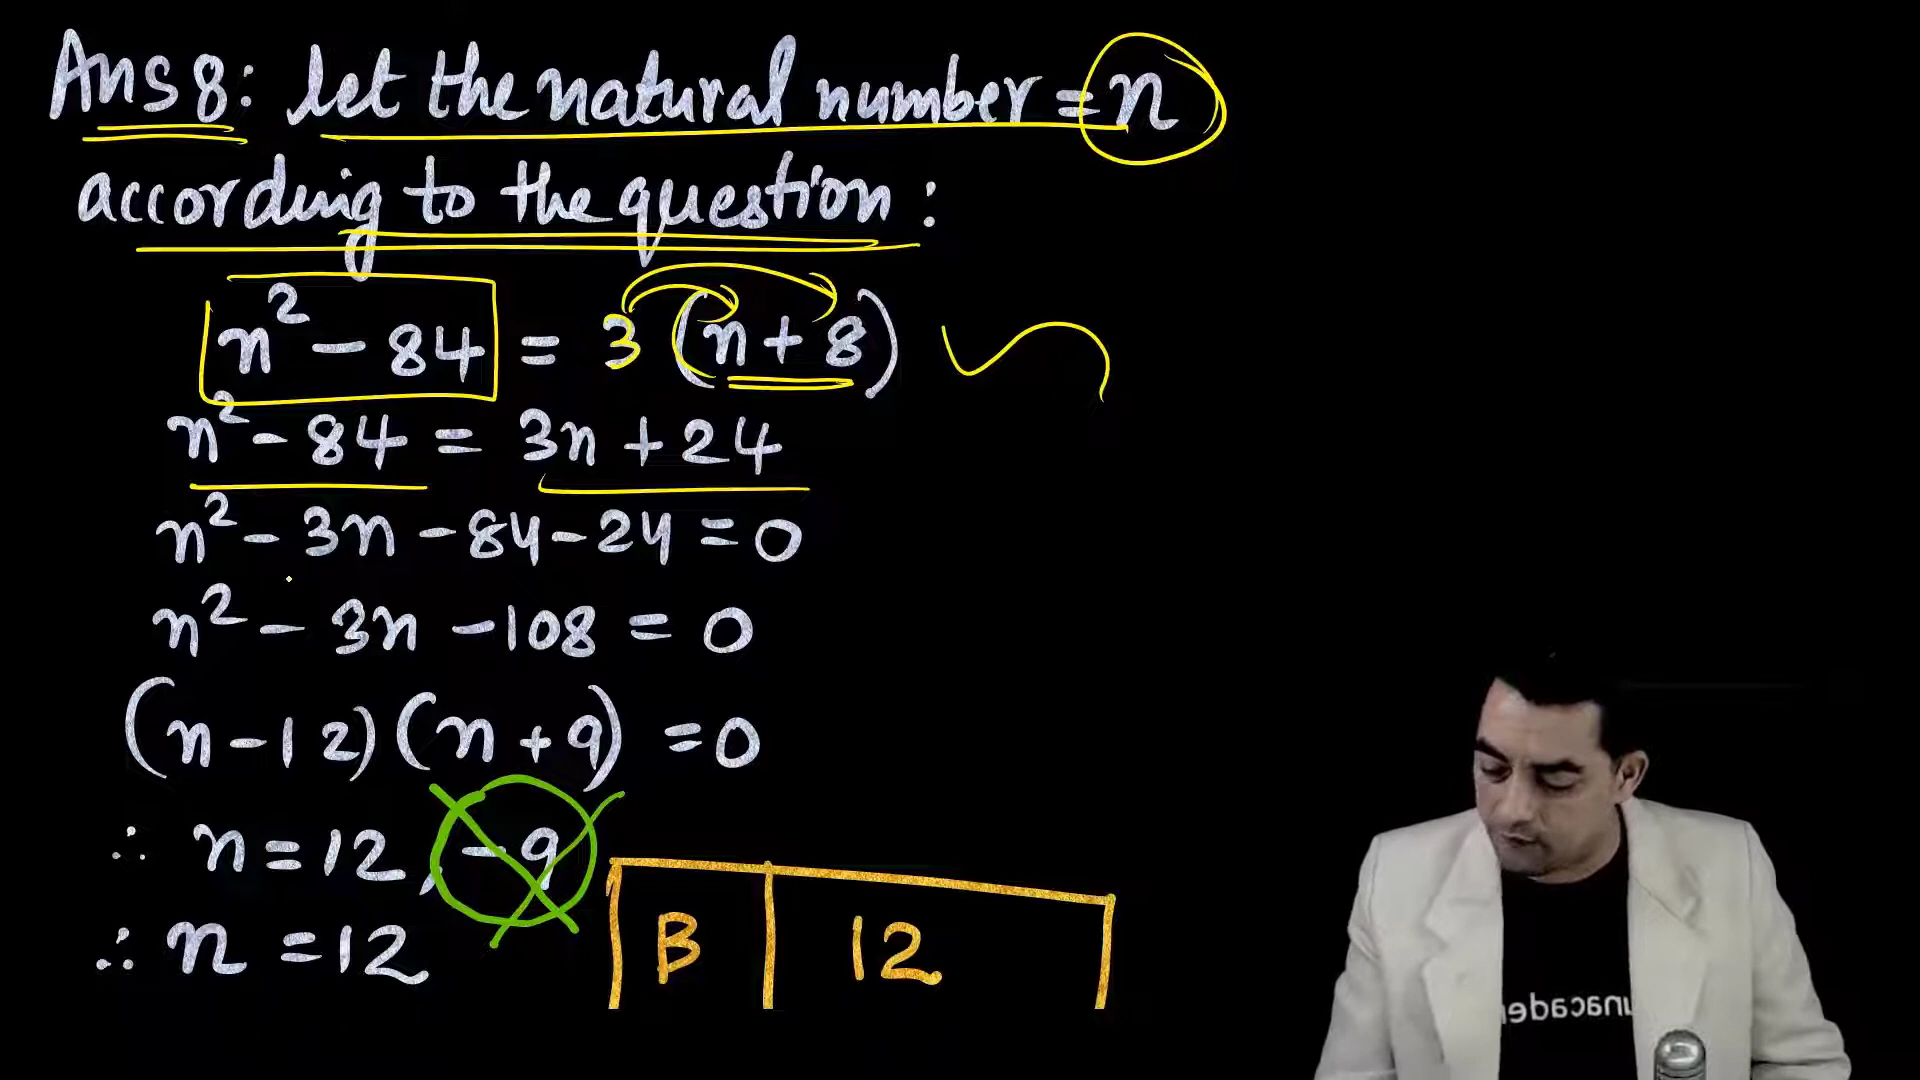 Ans 8: let the natural number = n
according to the question:
n² - 84 = 3 (n + 8)
n² - 84 = 3n + 24
n² - 3n - 84 - 24 = 0
n² - 3n - 108 = 0
(n - 12) (n + 9) = 0
∴ n = 12, - 9
∴ n = 12
B 12